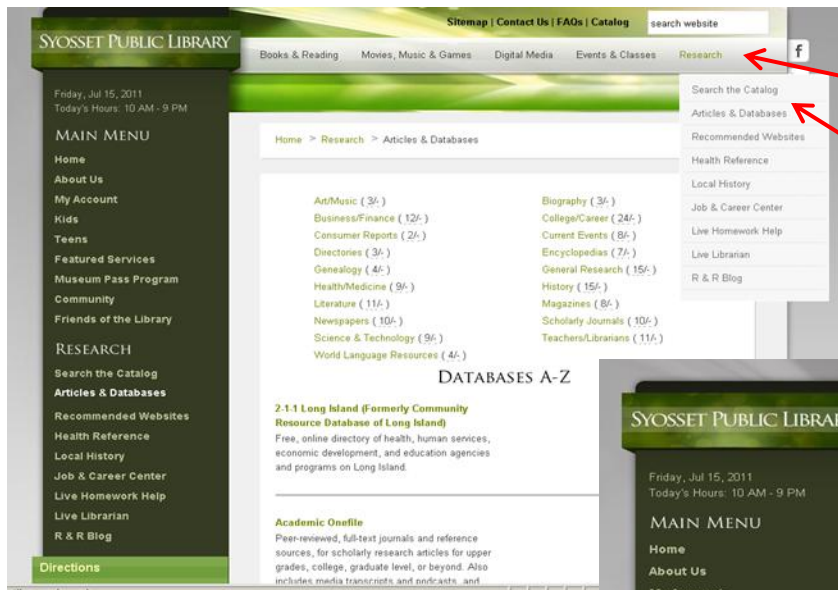 Sitemap | Contact Us | FAQs | Catalog
search website
SYOSSET PUBLIC LIBRARY
Books & Reading
Movies, Music & Games
Digital Media
Events & Classes
Research
f
Search the Catalog
Articles & Databases
Recommended Websites
Health Reference
Local History
Job & Career Center
Live Homework Help
Live Librarian
R & R Blog
Friday, Jul 15, 2011
Today's Hours: 10 AM - 9 PM
MAIN MENU
Home
About Us
My Account
Kids
Teens
Featured Services
Museum Pass Program
Community
Friends of the Library
RESEARCH
Search the Catalog
Articles & Databases
Recommended Websites
Health Reference
Local History
Job & Career Center
Live Homework Help
Live Librarian
R & R Blog
Directions
Home > Research > Articles & Databases
Art/Music ( 3/- )
Business/Finance ( 12/- )
Consumer Reports ( 2/- )
Directories ( 3/- )
Genealogy ( 4/- )
Health/Medicine ( 9/- )
Literature ( 11/- )
Newspapers ( 10/- )
Science & Technology ( 9/- )
World Language Resources ( 4/- )
Biography ( 3/- )
College/Career ( 24/- )
Current Events ( 8/- )
Encyclopedias ( 7/- )
General Research ( 15/- )
History ( 15/- )
Magazines ( 8/- )
Scholarly Journals ( 10/- )
Teachers/Librarians ( 11/- )
DATABASES A-Z
2-1-1 Long Island (Formerly Community
Resource Database of Long Island)
Free, online directory of health, human services,
economic development, and education agencies
and programs on Long Island.
Academic Onefile
Peer-reviewed, full-text journals and reference
sources, for scholarly research articles for upper
grades, college, graduate level, or beyond. Also
includes media transcripts and podcasts, and
SYOSSET PUBLIC LIBRA
Friday, Jul 15, 2011
Today's Hours: 10 AM - 9 PM
MAIN MENU
Home
About Us